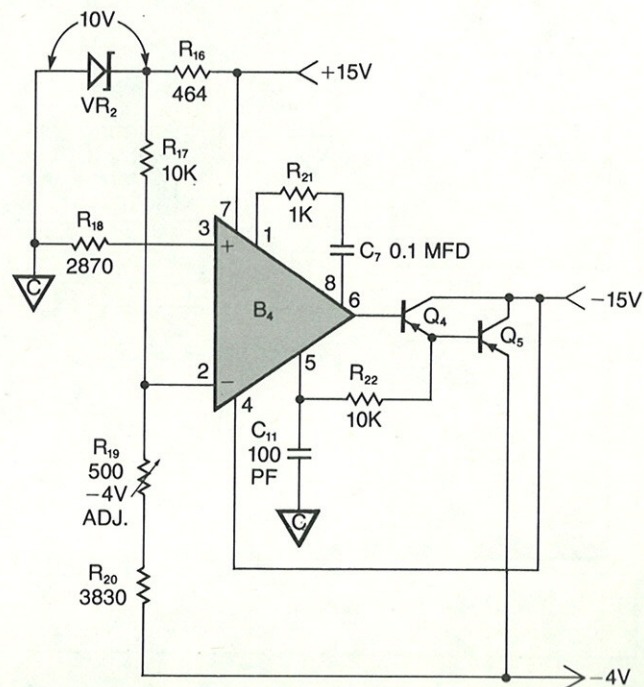 10V
VR2
R16
464
+15V
R17
10K
R21
1K
R18
2870
3
+
7
1
C7 0.1 MFD
8
6
C
B4
Q4
-15V
Q5
5
2
−
4
R22
10K
C11
100
PF
C
R19
500
-4V
ADJ.
R20
3830
-4V